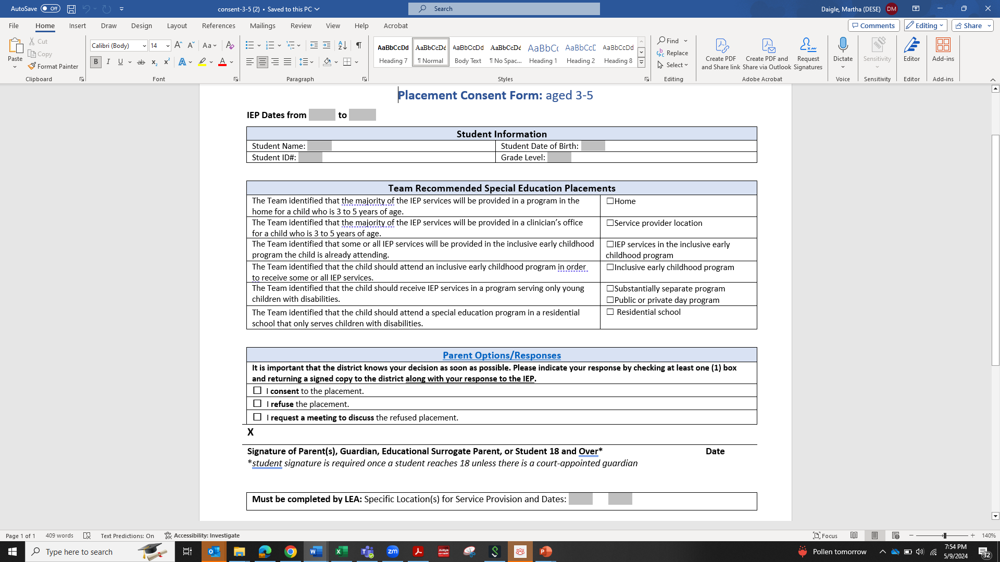 AutoSave Off consent-3-5 (2) • Saved to this PC Search Daigle, Martha (DESE) DM
File Home Insert Draw Design Layout References Mailings Review View Help Acrobat Comments Editing Share
Paste
Cut
Copy
Format Painter
Clipboard
Calibri (Body) 14
Font
Paragraph
AaBbCcDd Heading 7
AaBbCcDd ¶ Normal
AaBbCcDd Body Text
AaBbCcDd ¶ No Spac...
AaBbCc Heading 1
AaBbCcC Heading 2
AaBbCcDd Heading 8
Styles
Find
Replace
Select
Editing
Create PDF and Share link
Create PDF and Share via Outlook
Request Signatures
Adobe Acrobat
Dictate
Voice
Sensitivity
Sensitivity
Editor
Editor
Add-ins
Add-ins
Placement Consent Form: aged 3-5
IEP Dates from to
Student Information
Student Name: Student Date of Birth:
Student ID#: Grade Level:
Team Recommended Special Education Placements
The Team identified that the majority of the IEP services will be provided in a program in the
home for a child who is 3 to 5 years of age.
☐Home
The Team identified that the majority of the IEP services will be provided in a clinician’s office
for a child who is 3 to 5 years of age.
☐Service provider location
The Team identified that some or all IEP services will be provided in the inclusive early childhood
program the child is already attending.
☐IEP services in the inclusive early
childhood program
The Team identified that the child should attend an inclusive early childhood program in order
to receive some or all IEP services.
☐Inclusive early childhood program
The Team identified that the child should receive IEP services in a program serving only young
children with disabilities.
☐Substantially separate program
☐Public or private day program
The Team identified that the child should attend a special education program in a residential
school that only serves children with disabilities.
☐ Residential school
Parent Options/Responses
It is important that the district knows your decision as soon as possible. Please indicate your response by checking at least one (1) box
and returning a signed copy to the district along with your response to the IEP.
☐ I consent to the placement.
☐ I refuse the placement.
☐ I request a meeting to discuss the refused placement.
X
Signature of Parent(s), Guardian, Educational Surrogate Parent, or Student 18 and Over* Date
*student signature is required once a student reaches 18 unless there is a court-appointed guardian
Must be completed by LEA: Specific Location(s) for Service Provision and Dates:
Page 1 of 1 409 words Text Predictions: On Accessibility: Investigate Focus 140%
Type here to search Pollen tomorrow 7:54 PM
5/9/2024 32